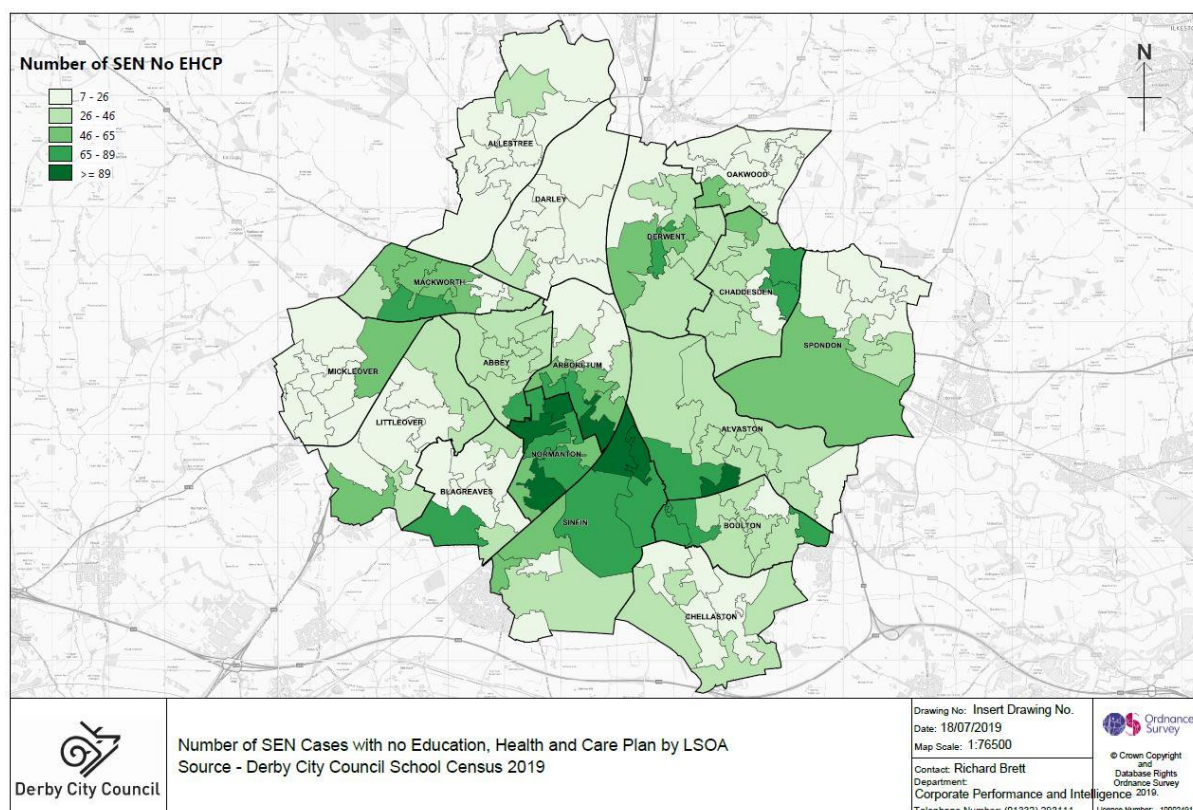 ILKESTON
Number of SEN No EHCP
7 - 26
26 - 46
46 - 65
65 - 89
>= 89
N
ALLESTREE
OAKWOOD
DARLEY
DERWENT
MACKWORTH
CHADDESDEN
SPONDON
ABBEY
ARBORETUM
MICKLEOVER
LITTLEOVER
ALVASTON
NORMANTON
BLAGREAVES
SINFIN
BOULTON
CHELLASTON
Derby City Council
Number of SEN Cases with no Education, Health and Care Plan by LSOA
Source - Derby City Council School Census 2019
Drawing No: Insert Drawing No.
Date: 18/07/2019
Map Scale: 1:76500
Contact: Richard Brett
Department:
Corporate Performance and Intelligence
Ordnance
Survey
© Crown Copyright
and
Database Rights
Ordnance Survey
2019.